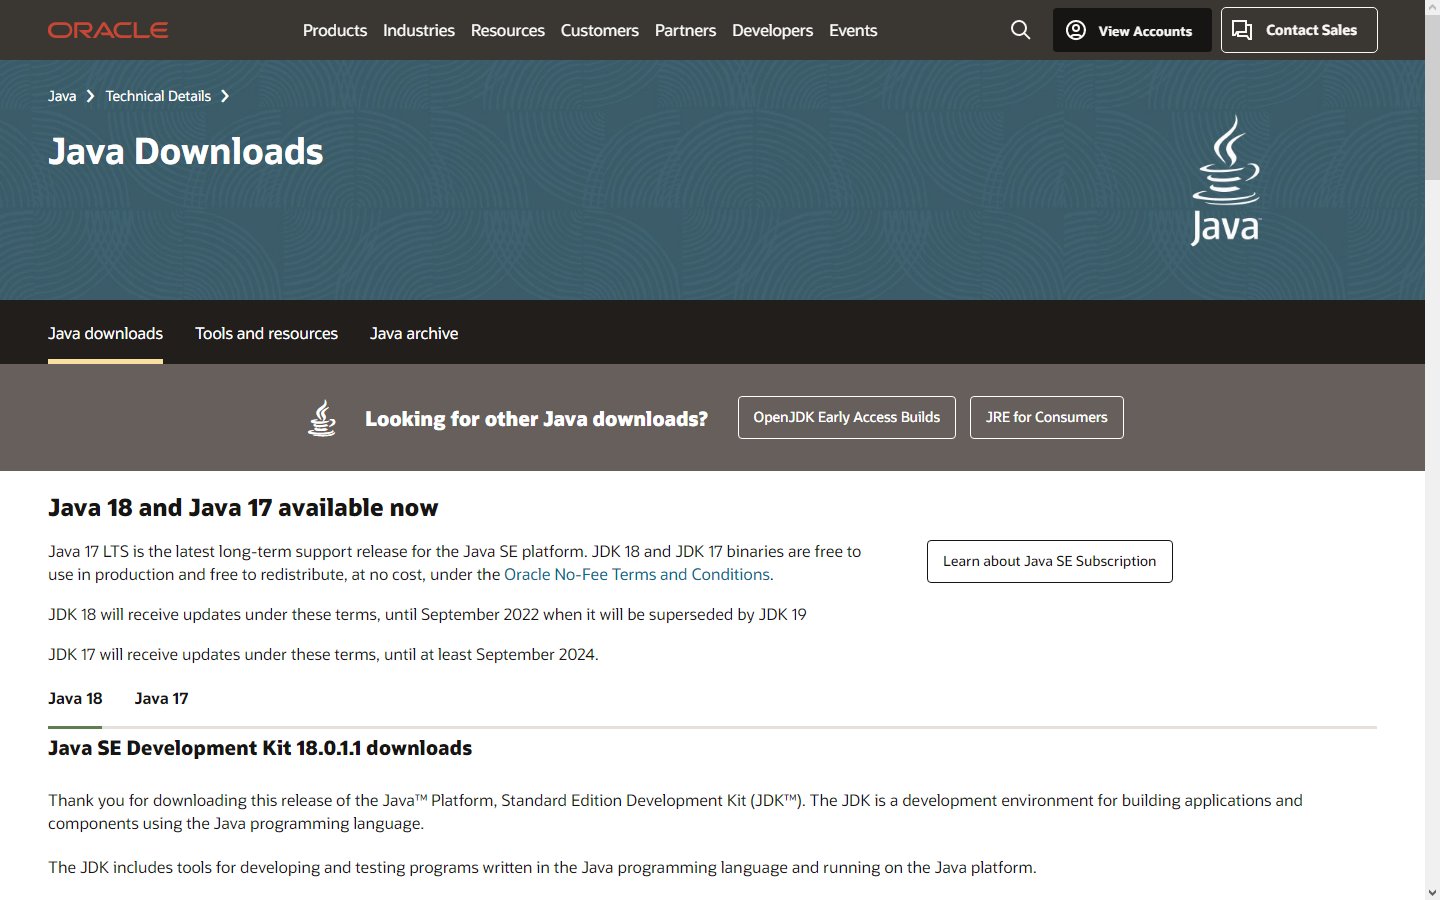 ORACLE
Products Industries Resources Customers Partners Developers Events
View Accounts
Contact Sales
Java Technical Details
Java Downloads
Java™
Java downloads Tools and resources Java archive
Looking for other Java downloads?
OpenJDK Early Access Builds
JRE for Consumers
Java 18 and Java 17 available now
Java 17 LTS is the latest long-term support release for the Java SE platform. JDK 18 and JDK 17 binaries are free to
use in production and free to redistribute, at no cost, under the Oracle No-Fee Terms and Conditions.
Learn about Java SE Subscription
JDK 18 will receive updates under these terms, until September 2022 when it will be superseded by JDK 19
JDK 17 will receive updates under these terms, until at least September 2024.
Java 18 Java 17
Java SE Development Kit 18.0.1.1 downloads
Thank you for downloading this release of the Java™ Platform, Standard Edition Development Kit (JDK™). The JDK is a development environment for building applications and
components using the Java programming language.
The JDK includes tools for developing and testing programs written in the Java programming language and running on the Java platform.